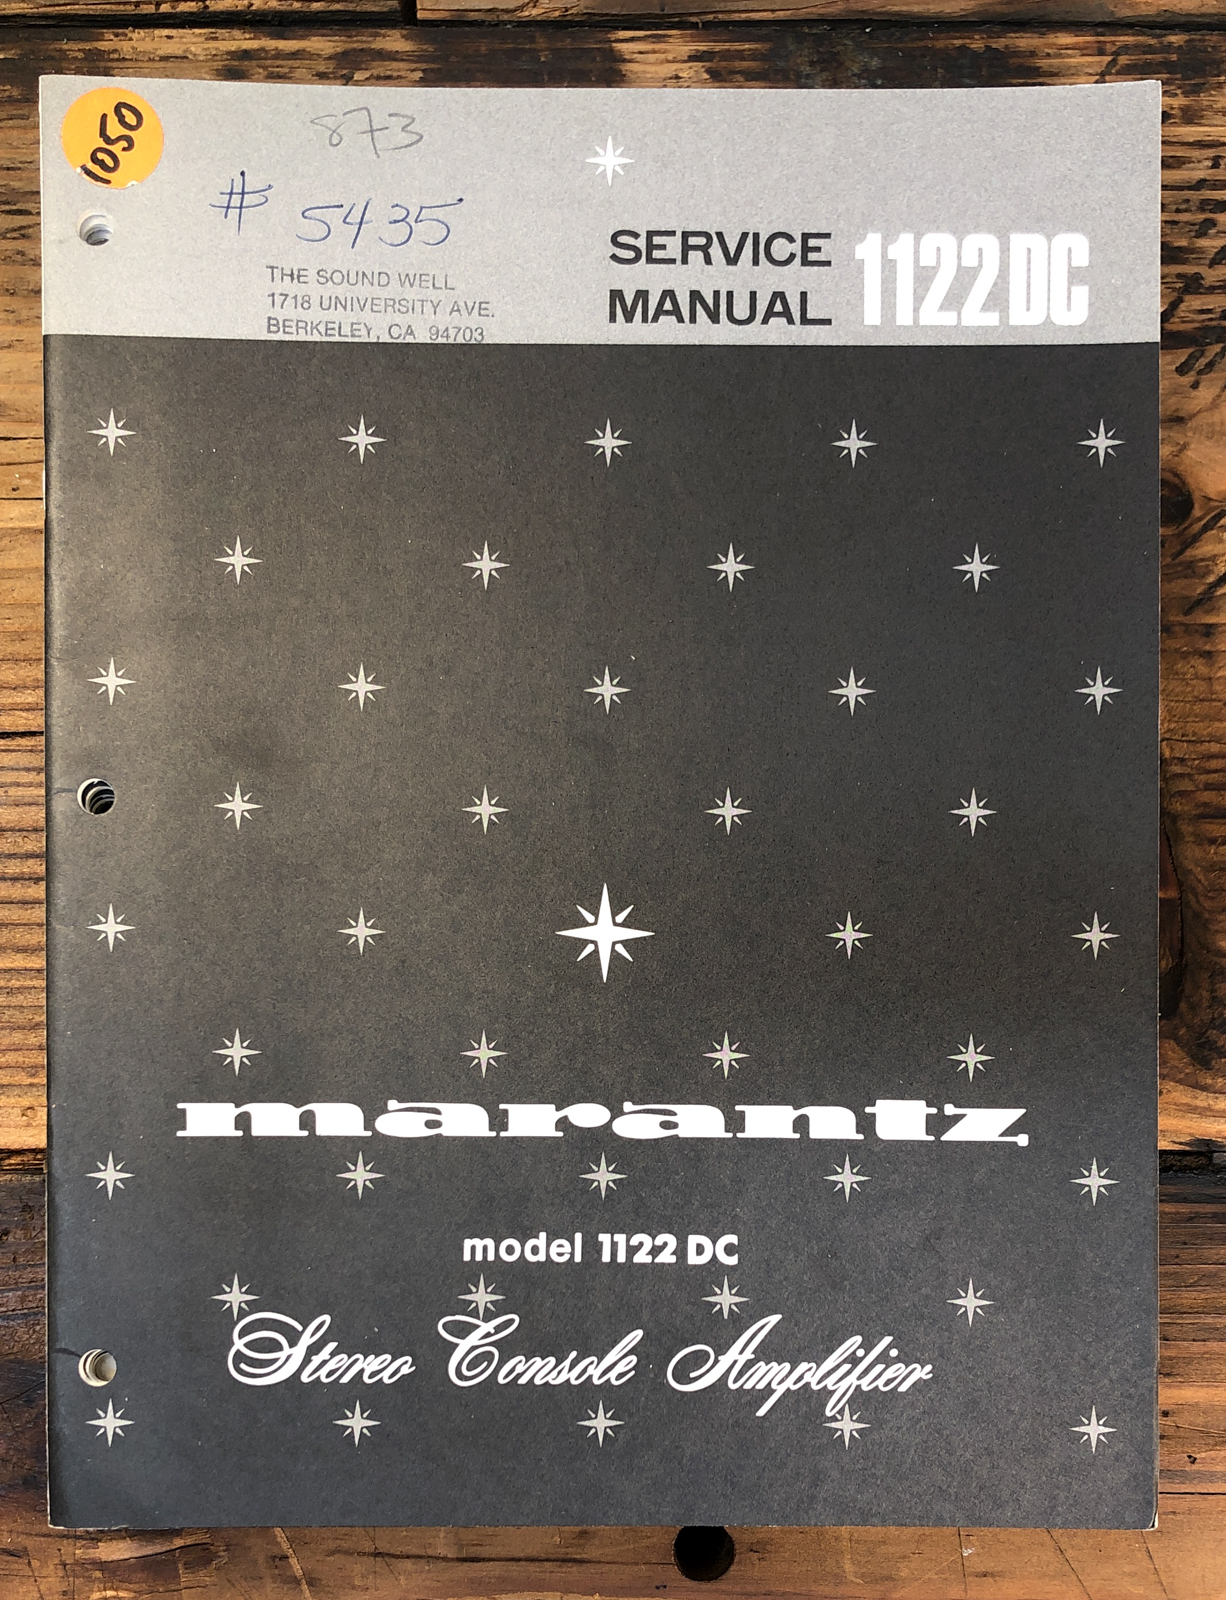 1050
873
# 5435
THE SOUND WELL
1718 UNIVERSITY AVE.
BERKELEY, CA 94703
SERVICE
MANUAL
1122 DC
marantz
model 1122 DC
Stereo Console Amplifier